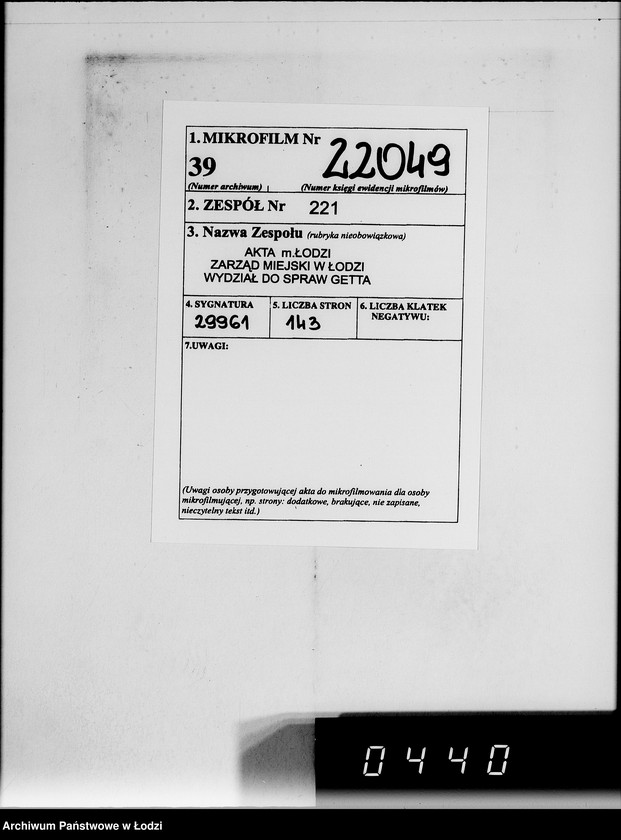 1. MIKROFILM Nr 22049
39
(Numer archiwum) (Numer księgi ewidencji mikrofilmów)
2. ZESPÓŁ Nr 221
3. Nazwa Zespołu (rubryka nieobowiązkowa)
AKTA m.ŁODZI
ZARZĄD MIEJSKI W ŁODZI
WYDZIAŁ DO SPRAW GETTA
4. SYGNATURA 5. LICZBA STRON 6. LICZBA KLATEK
NEGATYWU:
29961 143
7.UWAGI:
(Uwagi osoby przygotowującej akta do mikrofilmowania dla osoby
mikrofilmującej, np. strony: dodatkowe, brakujące, nie zapisane,
nieczytelny tekst itd.)
0440
Archiwum Państwowe w Łodzi